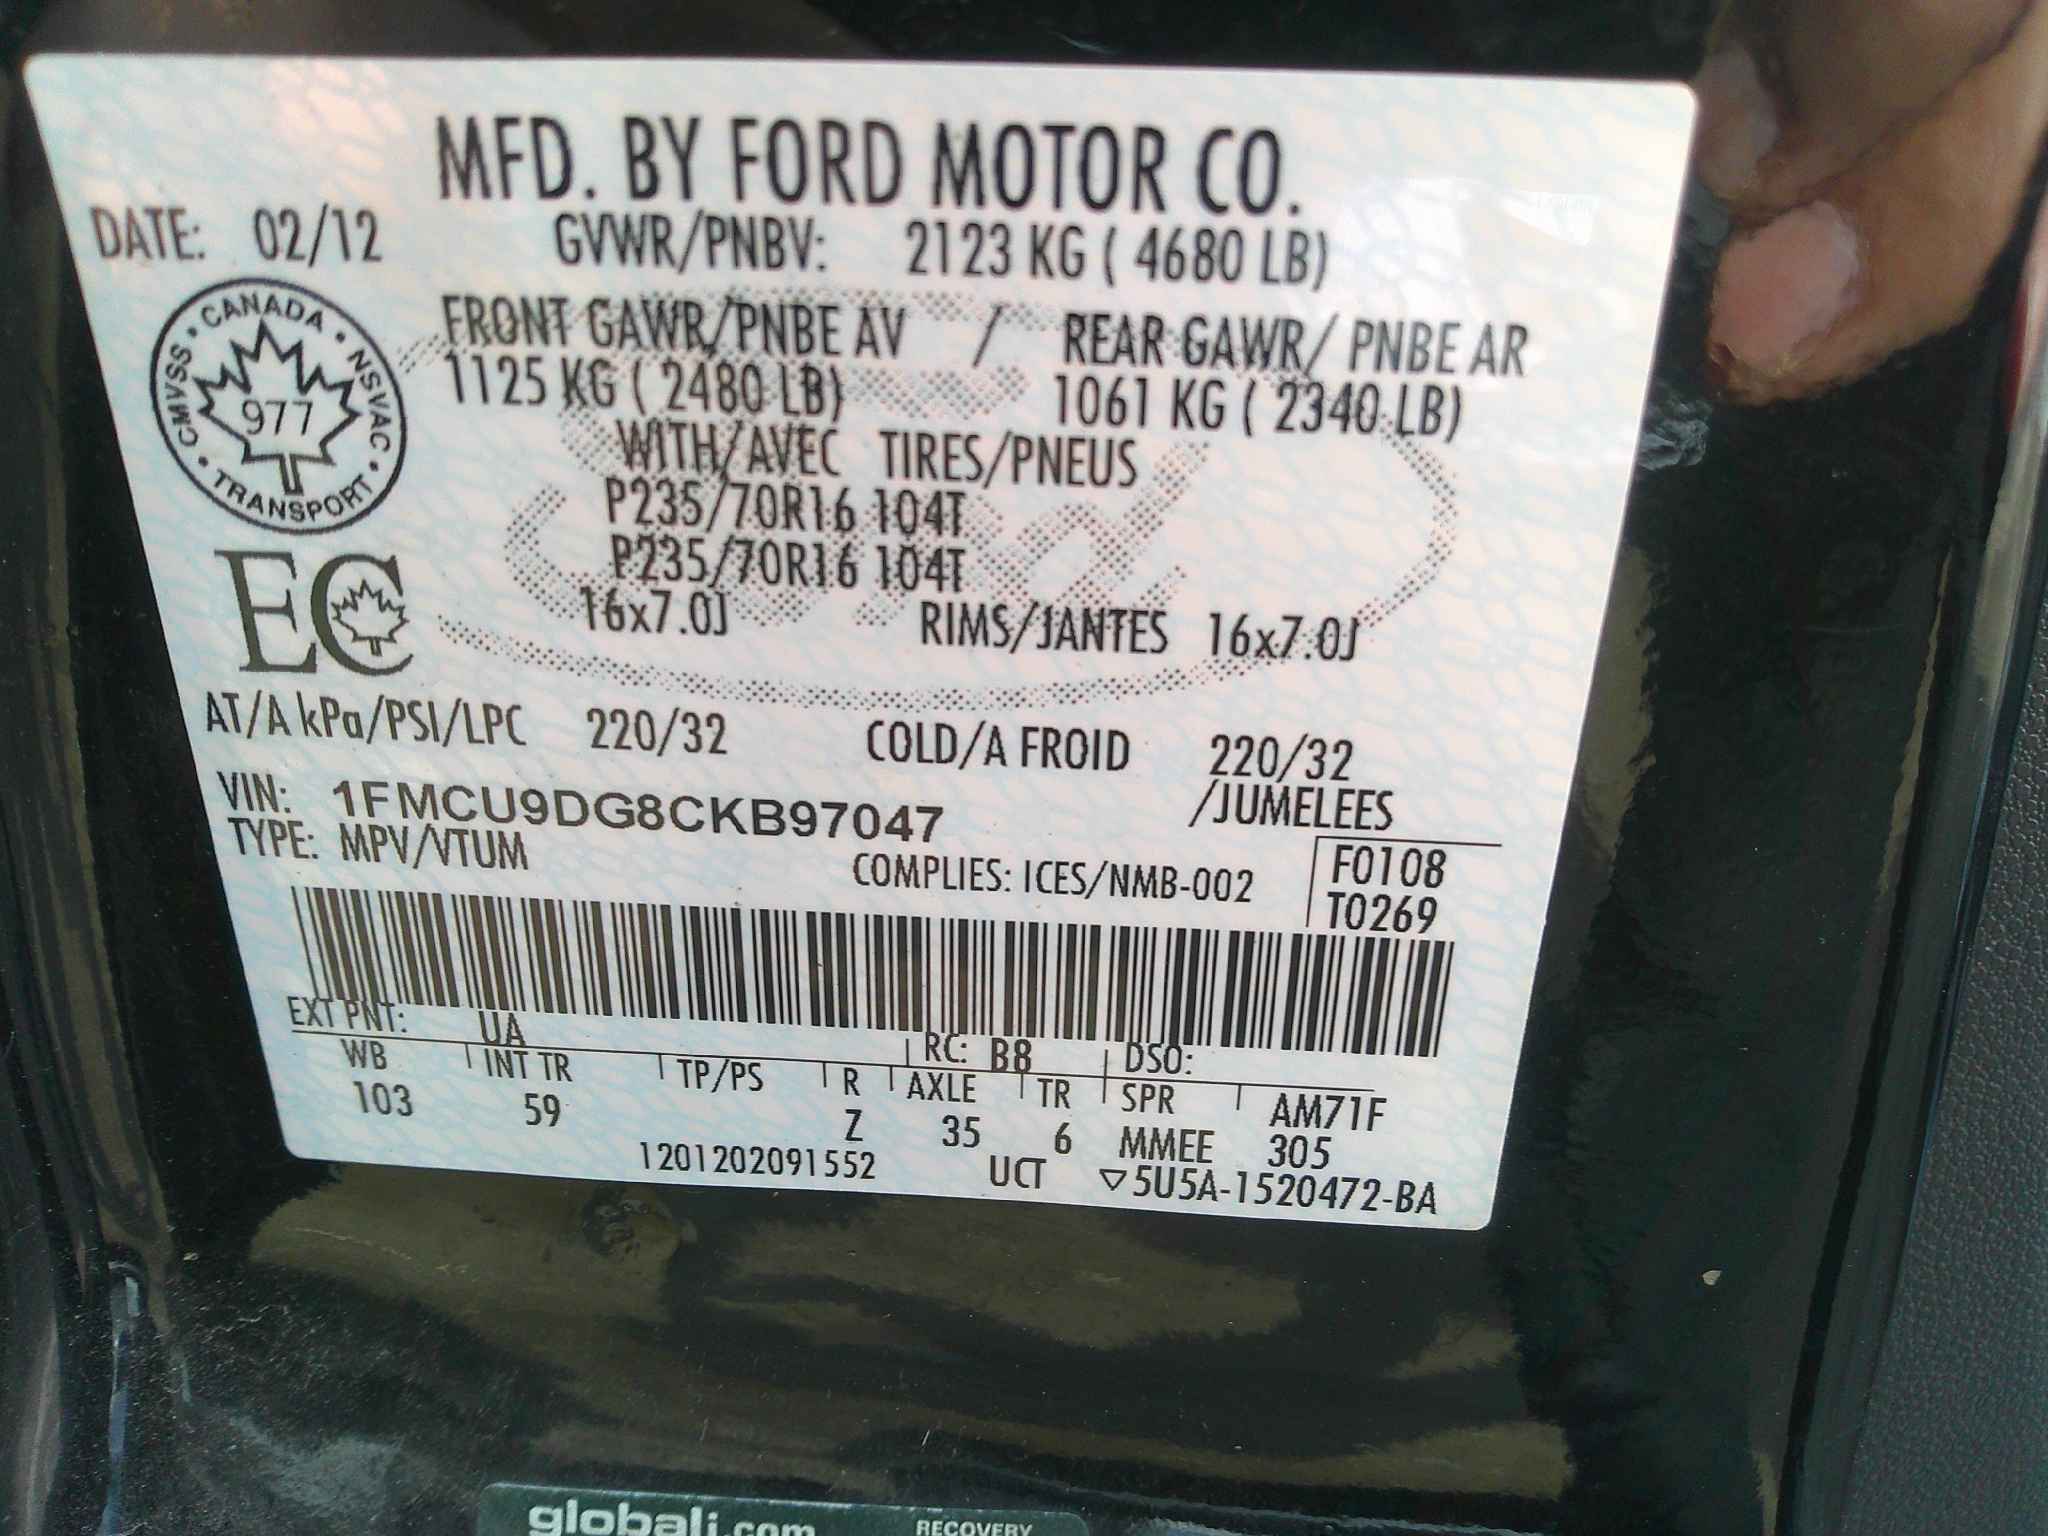 MFD. BY FORD MOTOR CO.
DATE: 02/12 GVWR/PNBV: 2123 KG ( 4680 LB)
FRONT GAWR/PNBE AV / REAR GAWR/ PNBE AR
1125 KG ( 2480 LB) 1061 KG ( 2340 LB)
WITH/AVEC TIRES/PNEUS
P235/70R16 104T
P235/70R16 104T
16x7.0J RIMS/JANTES 16x7.0J
CANADA • NSVAC • TRANSPORT • CMVSS •
977
EC
AT/A kPa/PSI/LPC 220/32 COLD/A FROID 220/32
VIN: 1FMCU9DG8CKB97047 /JUMELEES
TYPE: MPV/VTUM
COMPLIES: ICES/NMB-002 F0108
T0269
EXT PNT: UA RC: B8 DSO:
WB INT TR TP/PS R AXLE TR SPR AM71F
103 59 Z 35 6 MMEE 305
1201202091552 UCT ▽5U5A-1520472-BA
globali.com RECOVERY